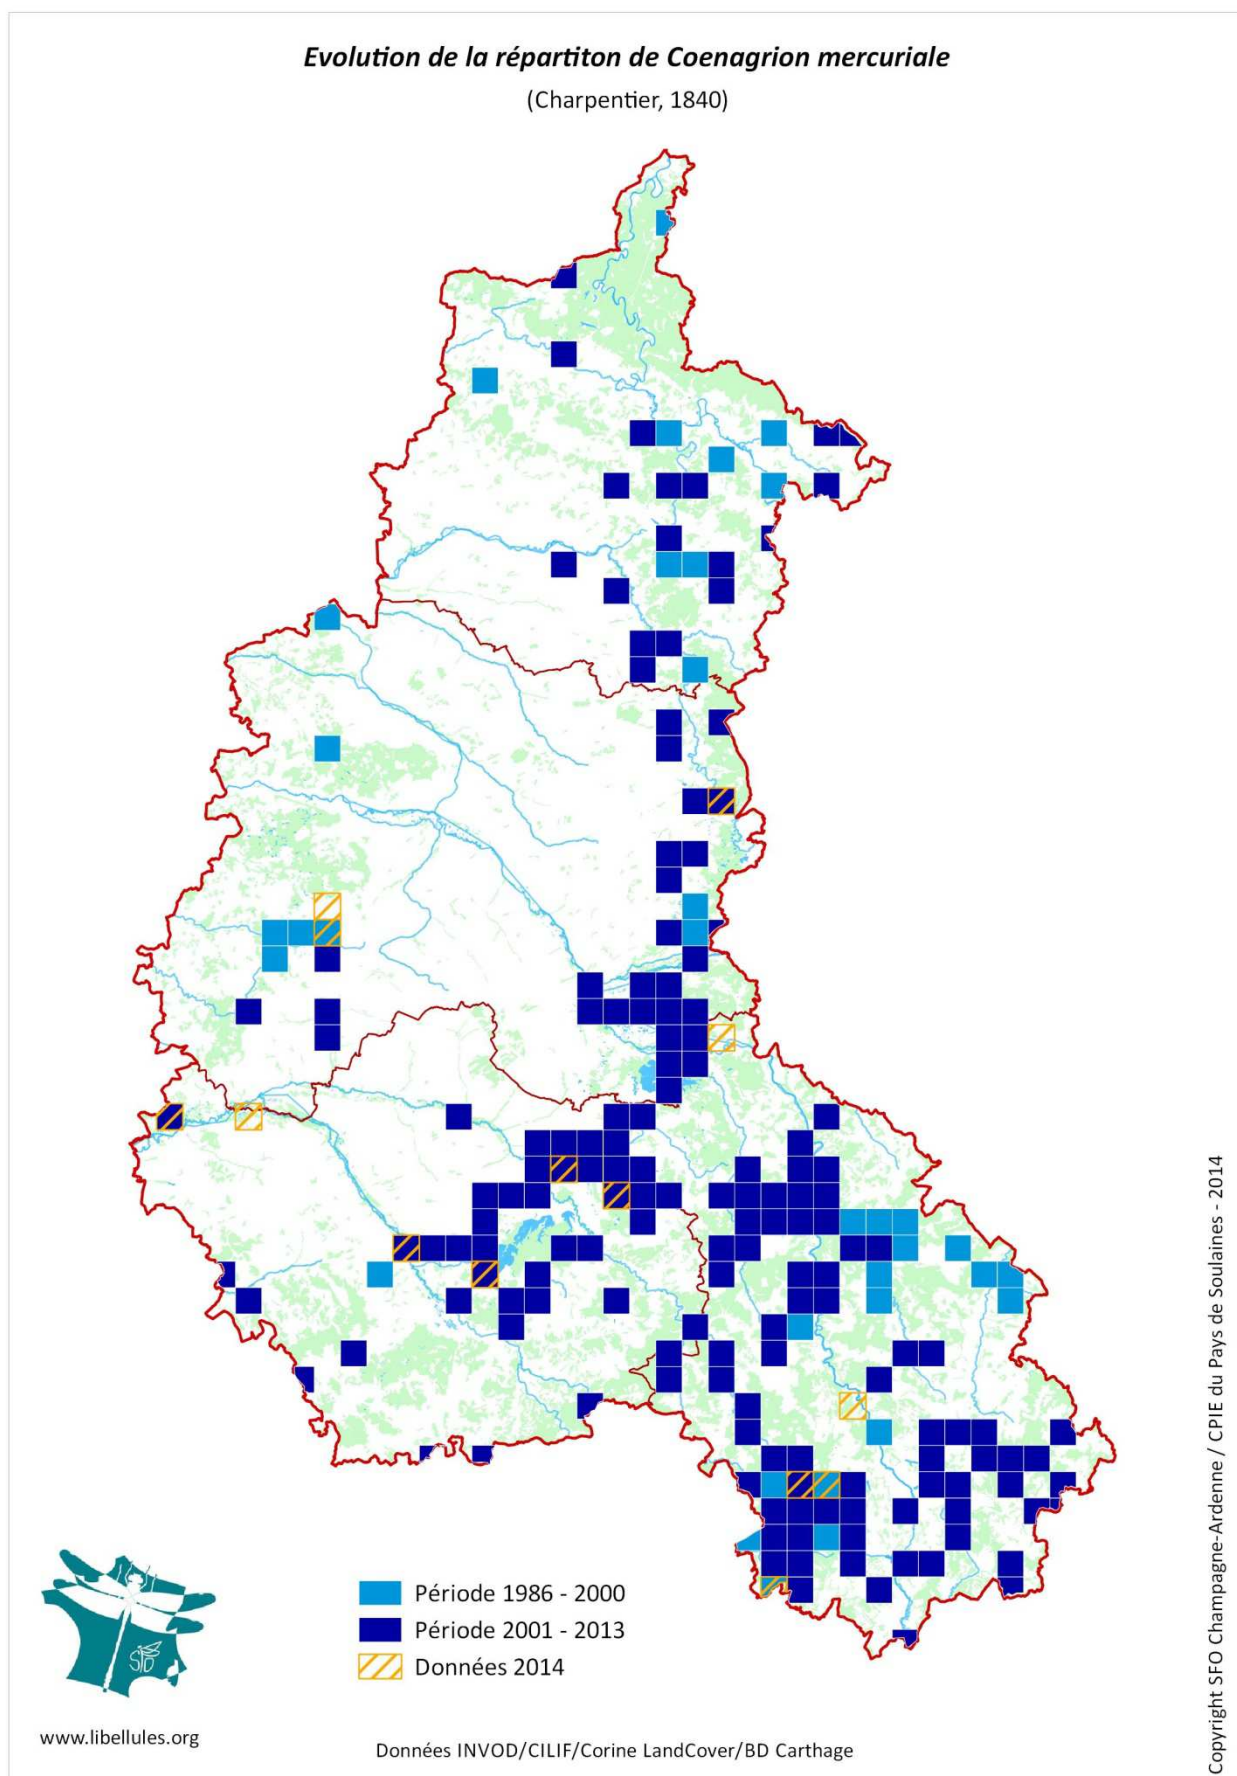 Evolution de la répartiton de Coenagrion mercuriale
(Charpentier, 1840)
Période 1986 - 2000
Période 2001 - 2013
Données 2014
SfO
www.libellules.org
Données INVOD/CILIF/Corine LandCover/BD Carthage
Copyright SFO Champagne-Ardenne / CPIE du Pays de Soulaines - 2014